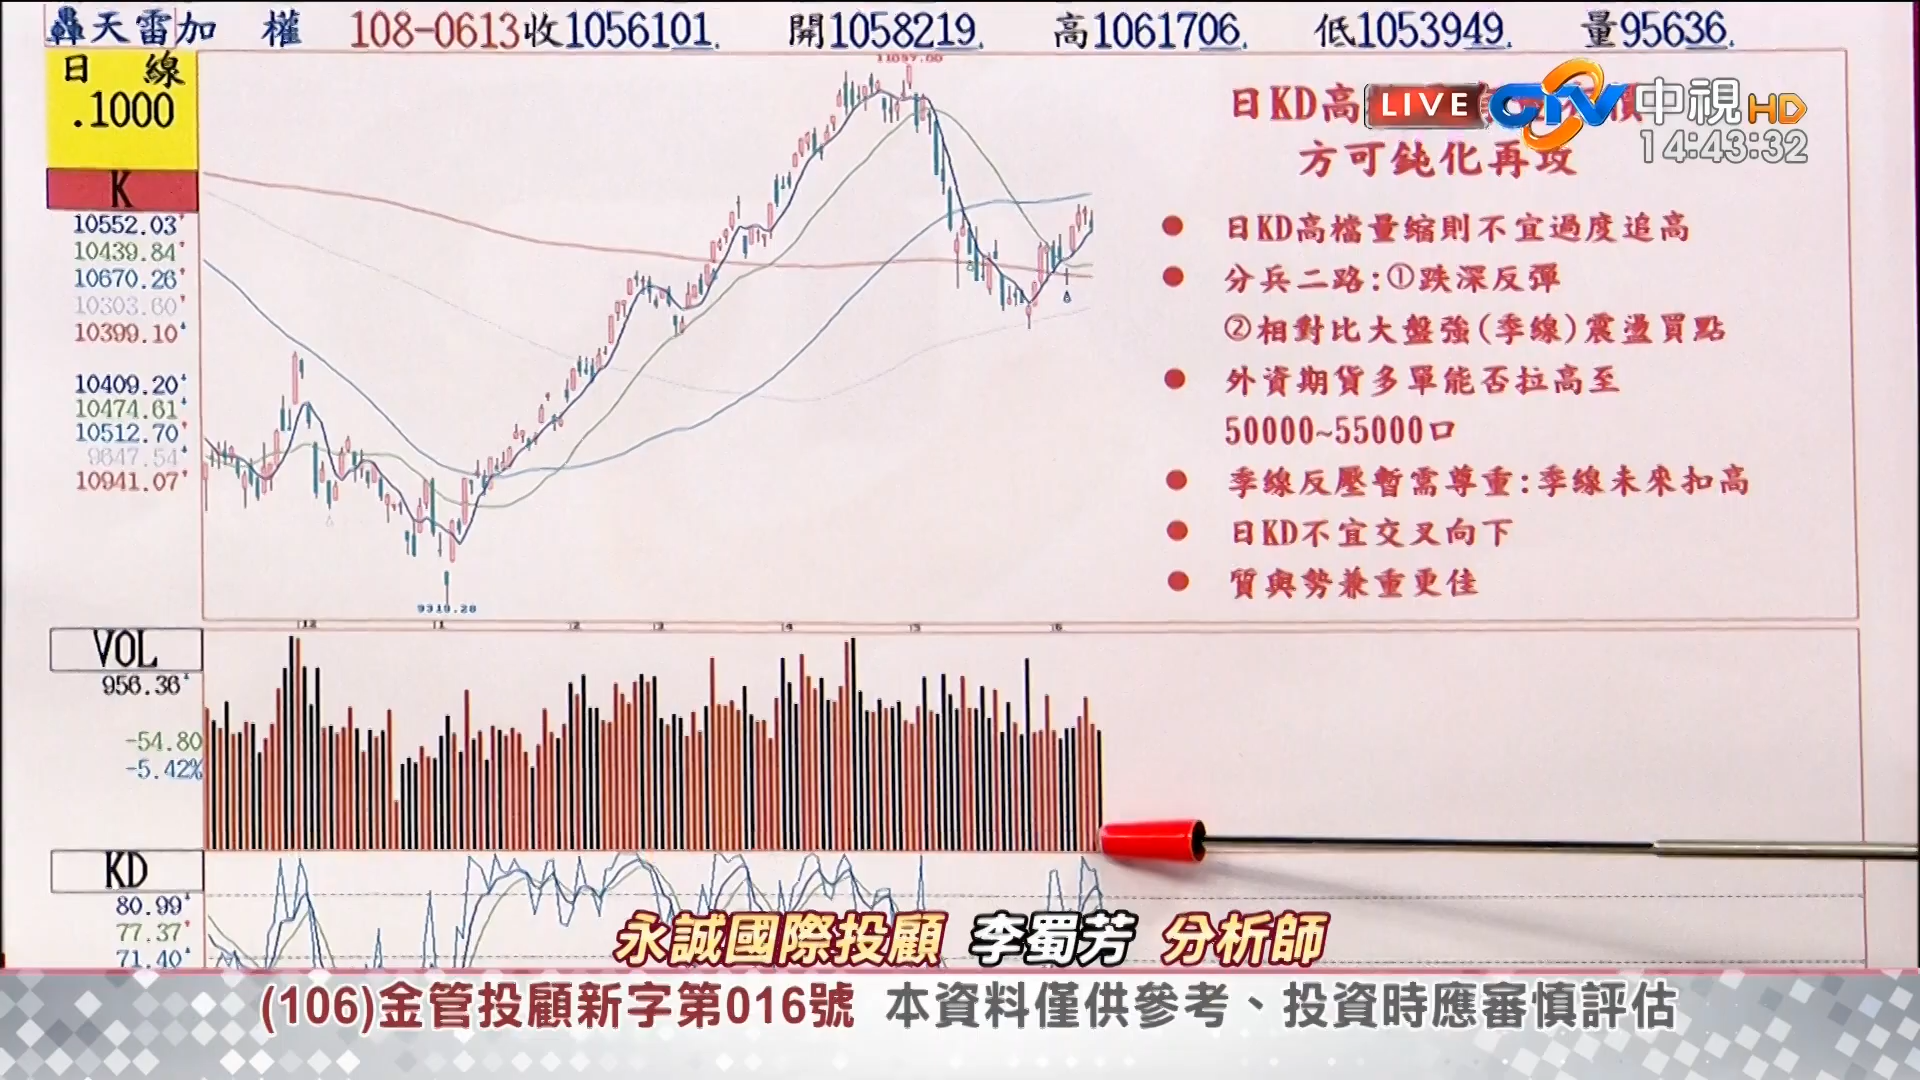 轟天雷加 權 108-0613收1056101. 開1058219. 高1061706. 低1053949. 量95636.
日 線
.1000
K
10552.03
10439.84
10670.26
10303.60
10399.10
10409.20
10474.61
10512.70
9647.54
10941.07
9319.28
12 1 2 3 4 5 6
LIVE CTV 中視 HD
14:43:32
日KD高
方可鈍化再攻
● 日KD高檔量縮則不宜過度追高
● 分兵二路:①跌深反彈
②相對比大盤強(季線)震盪買點
● 外資期貨多單能否拉高至
50000~55000口
● 季線反壓暫需尊重:季線未來扣高
● 日KD不宜交叉向下
● 質與勢兼重更佳
VOL
956.36
-54.80
-5.42%
KD
80.99
77.37
71.40
永誠國際投顧 李蜀芳 分析師
(106)金管投顧新字第016號 本資料僅供參考、投資時應審慎評估